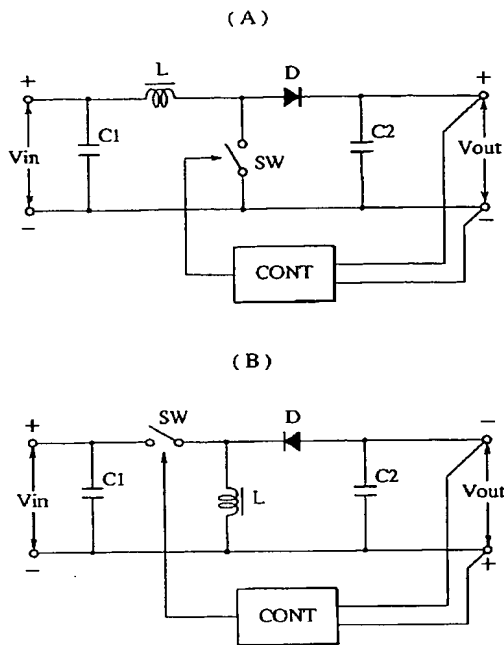 (A)
+ L D +
Vin C1 SW C2 Vout
− −
CONT
(B)
+ SW D −
Vin C1 L C2 Vout
− +
CONT